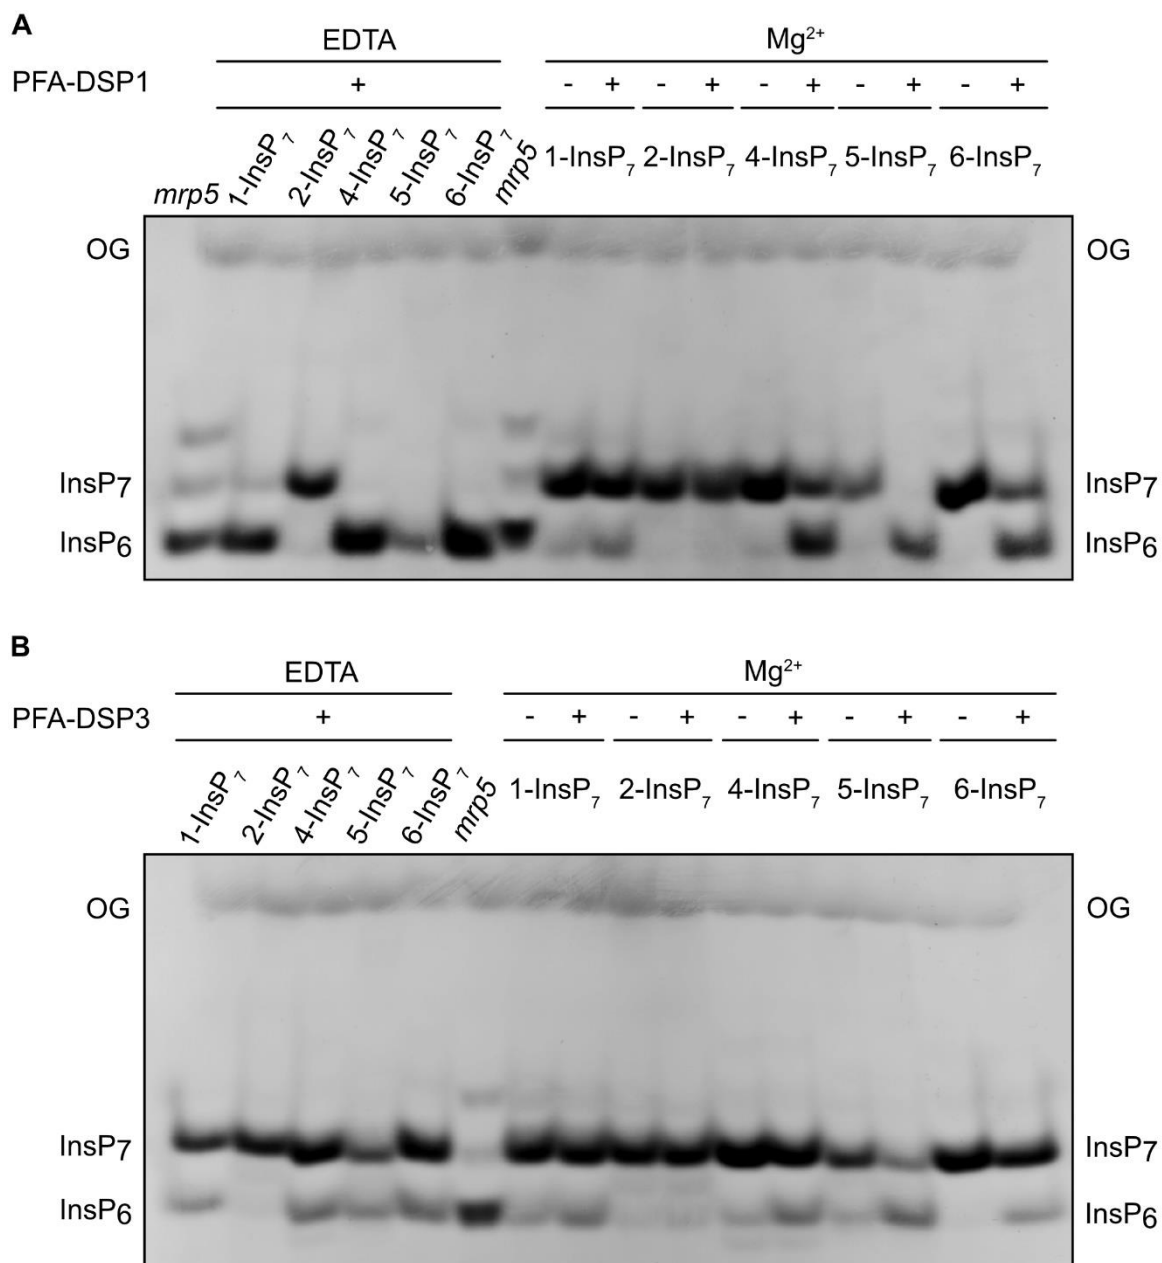 A
EDTA Mg²⁺
PFA-DSP1 + - + - + - + - + - +
mrp5 1-InsP₇ 2-InsP₇ 4-InsP₇ 5-InsP₇ 6-InsP₇ mrp5 1-InsP₇ 2-InsP₇ 4-InsP₇ 5-InsP₇ 6-InsP₇
OG OG
InsP₇ InsP₇
InsP₆ InsP₆
B
EDTA Mg²⁺
PFA-DSP3 + - + - + - + - + - +
1-InsP₇ 2-InsP₇ 4-InsP₇ 5-InsP₇ 6-InsP₇ mrp5 1-InsP₇ 2-InsP₇ 4-InsP₇ 5-InsP₇ 6-InsP₇
OG OG
InsP₇ InsP₇
InsP₆ InsP₆